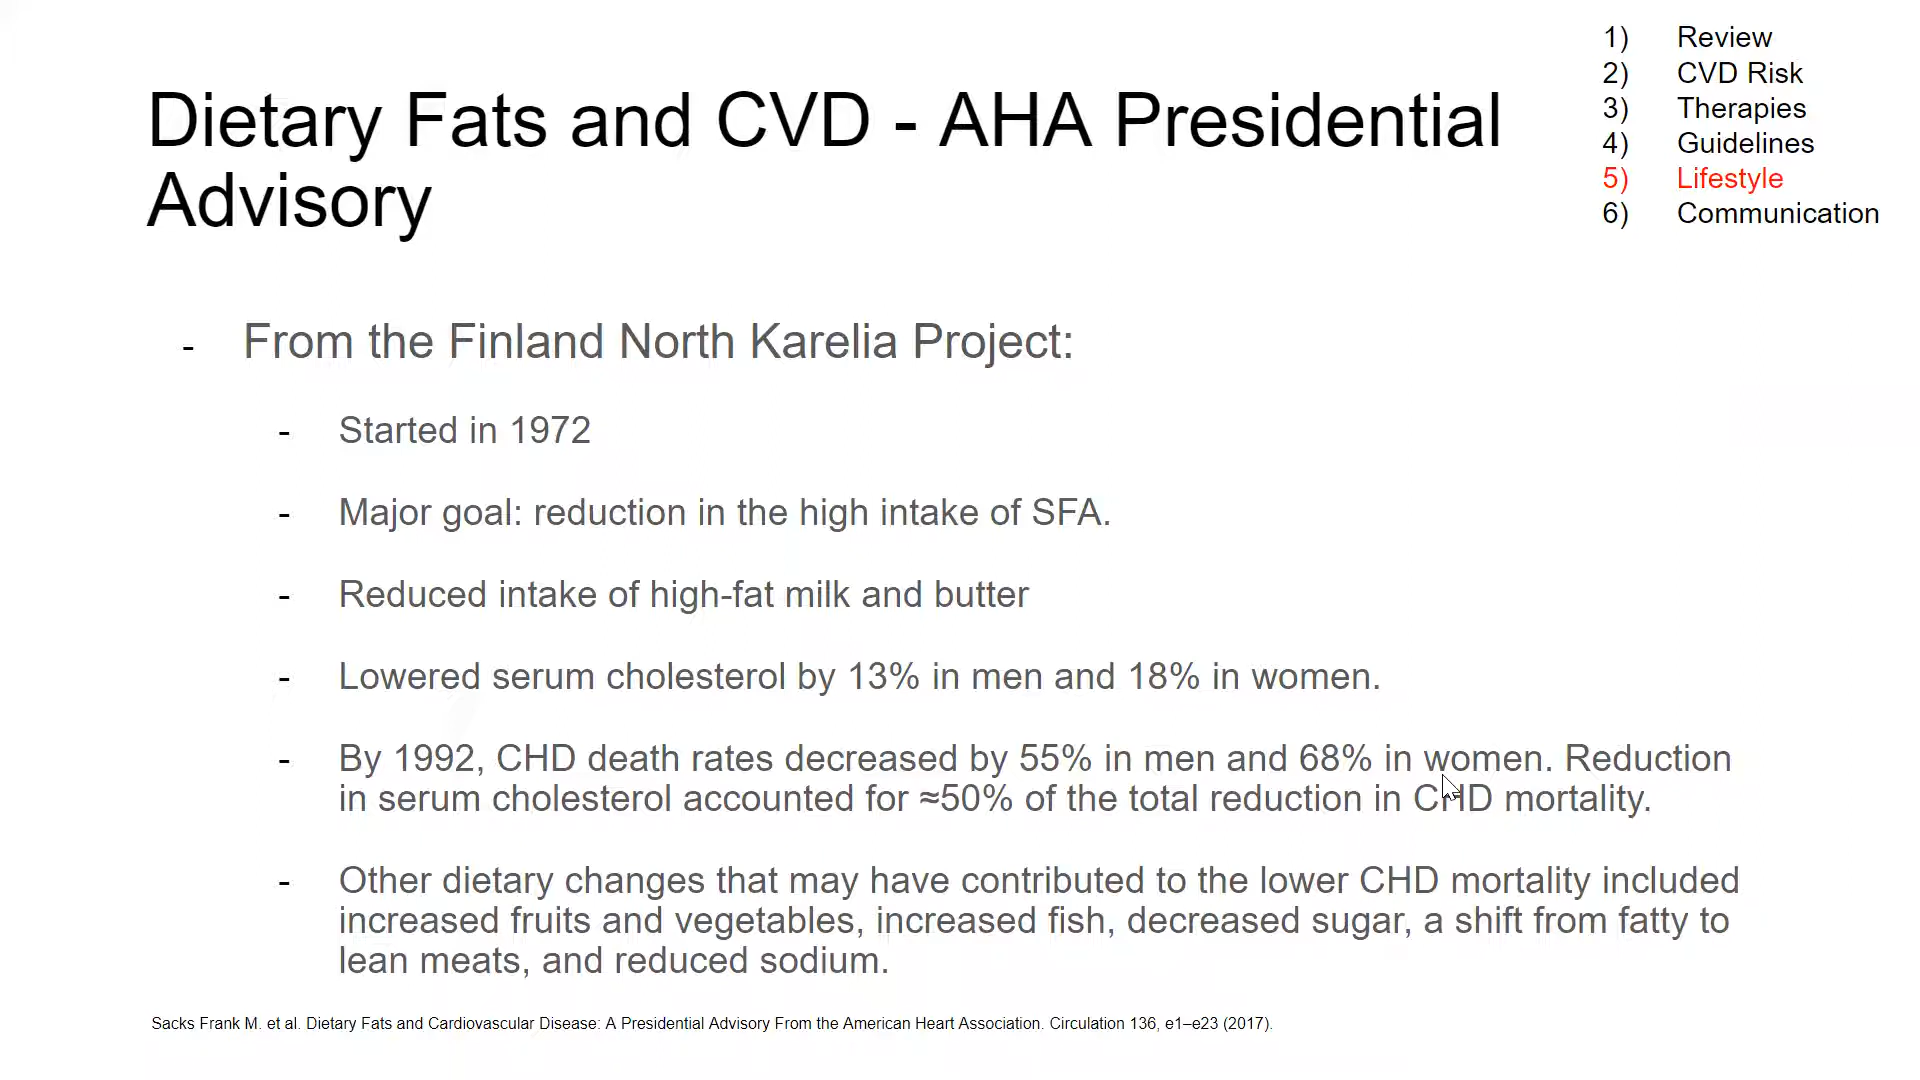 Dietary Fats and CVD - AHA Presidential
Advisory
1) Review
2) CVD Risk
3) Therapies
4) Guidelines
5) Lifestyle
6) Communication
- From the Finland North Karelia Project:
- Started in 1972
- Major goal: reduction in the high intake of SFA.
- Reduced intake of high-fat milk and butter
- Lowered serum cholesterol by 13% in men and 18% in women.
- By 1992, CHD death rates decreased by 55% in men and 68% in women. Reduction
in serum cholesterol accounted for ≈50% of the total reduction in CHD mortality.
- Other dietary changes that may have contributed to the lower CHD mortality included
increased fruits and vegetables, increased fish, decreased sugar, a shift from fatty to
lean meats, and reduced sodium.
Sacks Frank M. et al. Dietary Fats and Cardiovascular Disease: A Presidential Advisory From the American Heart Association. Circulation 136, e1–e23 (2017).